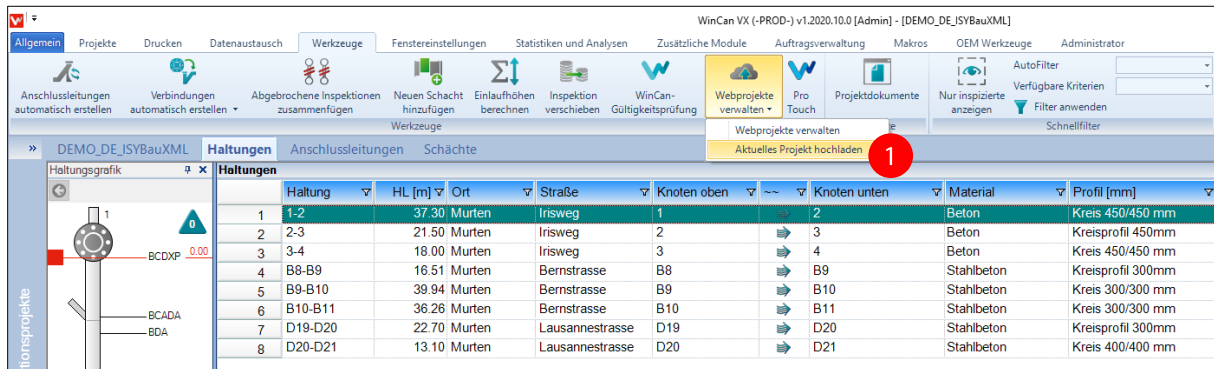 WinCan VX (-PROD-) v1.2020.10.0 [Admin] - [DEMO_DE_ISYBauXML]
Allgemein Projekte Drucken Datenaustausch Werkzeuge Fenstereinstellungen Statistiken und Analysen Zusätzliche Module Auftragsverwaltung Makros OEM Werkzeuge Administrator
Anschlussleitungen automatisch erstellen
Verbindungen automatisch erstellen
Abgebrochene Inspektionen zusammenfügen
Neuen Schacht hinzufügen
Einlaufhöhen berechnen
Inspektion verschieben
WinCan-Gültigkeitsprüfung
Webprojekte verwalten
Pro Touch
Projektdokumente
Nur inspizierte anzeigen
AutoFilter
Verfügbare Kriterien
Filter anwenden
Werkzeuge
Schnellfilter
Webprojekte verwalten
Aktuelles Projekt hochladen
1
» DEMO_DE_ISYBauXML Haltungen Anschlussleitungen Schächte
Haltungsgrafik
Haltungen
Haltung HL [m] Ort Straße Knoten oben ~~ Knoten unten Material Profil [mm]
1 1-2 37.30 Murten Irisweg 1 2 Beton Kreis 450/450 mm
2 2-3 21.50 Murten Irisweg 2 3 Beton Kreisprofil 450mm
3 3-4 18.00 Murten Irisweg 3 4 Beton Kreis 450/450 mm
4 B8-B9 16.51 Murten Bernstrasse B8 B9 Stahlbeton Kreisprofil 300mm
5 B9-B10 39.94 Murten Bernstrasse B9 B10 Stahlbeton Kreis 300/300 mm
6 B10-B11 36.26 Murten Bernstrasse B10 B11 Stahlbeton Kreis 300/300 mm
7 D19-D20 22.70 Murten Lausannestrasse D19 D20 Stahlbeton Kreisprofil 300mm
8 D20-D21 13.10 Murten Lausannestrasse D20 D21 Stahlbeton Kreis 400/400 mm
1
0
BCDXP 0.00
BCADA
BDA
tionsprojekte